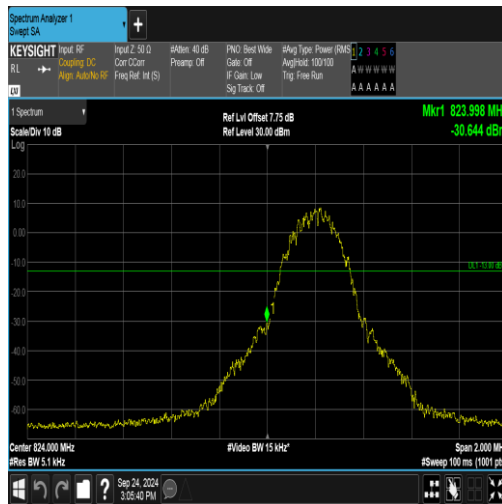 Spectrum Analyzer 1
Swept SA
+
KEYSIGHT
RL
LXI
Input: RF
Coupling: DC
Align: Auto/No RF
Input Z: 50 Ω
Corr CCorr
Freq Ref: Int (S)
#Atten: 40 dB
Preamp: Off
PNO: Best Wide
Gate: Off
IF Gain: Low
Sig Track: Off
#Avg Type: Power (RMS
Avg|Hold: 100/100
Trig: Free Run
1 2 3 4 5 6
A W W W W W
A A A A A A
1 Spectrum
Scale/Div 10 dB
Ref Lvl Offset 7.75 dB
Ref Level 30.00 dBm
Mkr1 823.998 MH
-30.644 dBr
Log
20.0
10.0
0.00
-10.0
DL1 -13.00 dB
-20.0
-30.0
-40.0
-50.0
-60.0
Center 824.000 MHz
#Res BW 5.1 kHz
#Video BW 15 kHz*
Span 2.000 MH
#Sweep 100 ms (1001 pts
?
Sep 24, 2024
3:05:40 PM